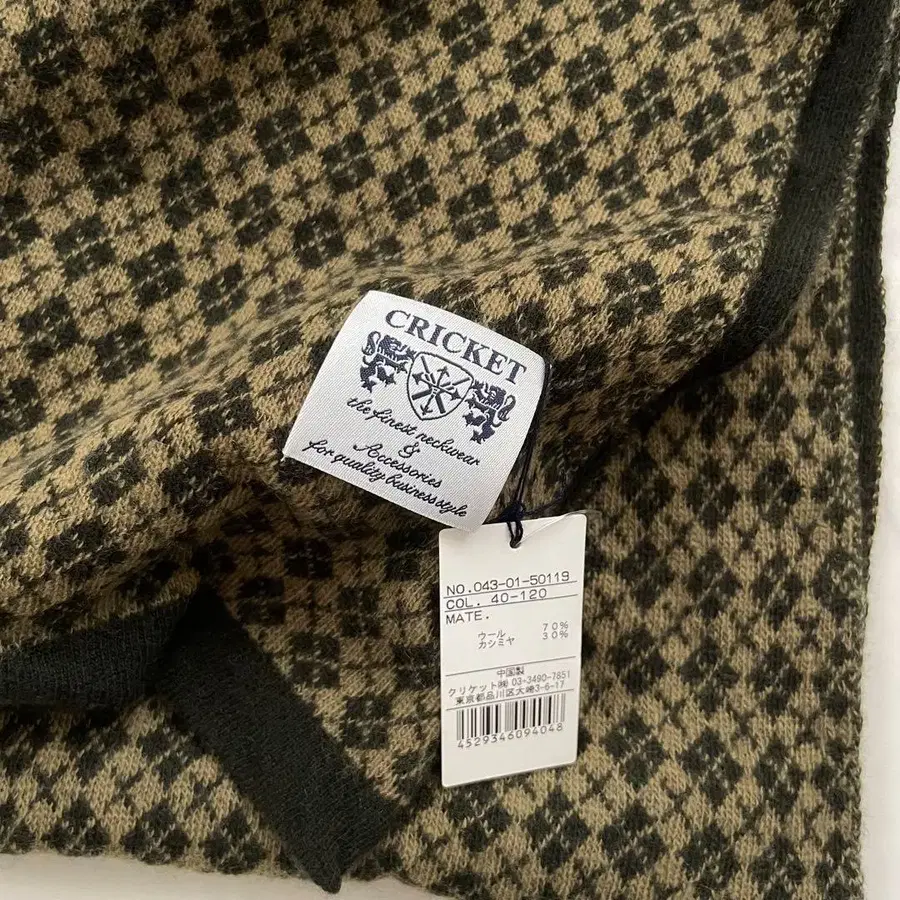 CRICKET
the finest neckwear
&
Accessories
for quality business style
NO.043-01-50119
COL. 40-120
MATE.
ウール 70%
カシミヤ 30%
中国製
クリケット㈱ 03-3490-7851
東京都品川区大崎3-6-17
4529346094048